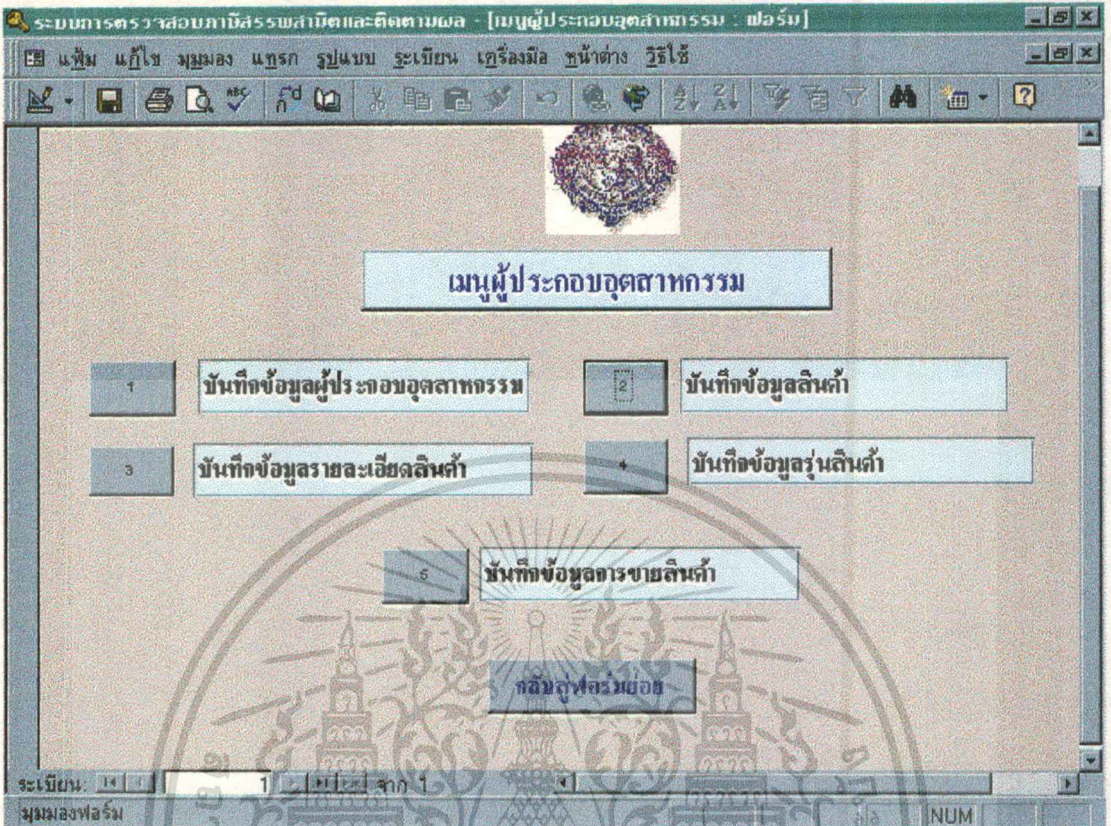 ระบบการตรวจสอบภาษีสรรพสามิตและติดตามผล - [เมนูผู้ประกอบอุตสาหกรรม : ฟอร์ม]
แฟ้ม แก้ไข มุมมอง แทรก รูปแบบ ระเบียน เครื่องมือ หน้าต่าง วิธีใช้
เมนูผู้ประกอบอุตสาหกรรม
1 บันทึกข้อมูลผู้ประกอบอุตสาหกรรม 2 บันทึกข้อมูลสินค้า
3 บันทึกข้อมูลรายละเอียดสินค้า 4 บันทึกข้อมูลรุ่นสินค้า
5 บันทึกข้อมูลการขายสินค้า
กลับสู่ฟอร์มย่อย
ระเบียน: 1 จาก 1
มุมมองฟอร์ม NUM